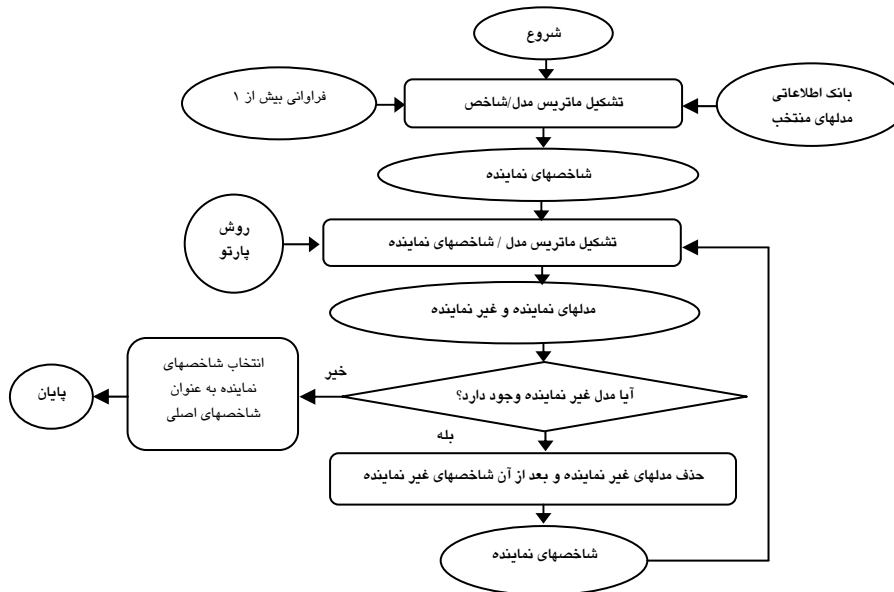 شروع
بانک اطلاعاتی
مدلهای منتخب
تشکیل ماتریس مدل/شاخص
فراوانی بیش از ۱
شاخصهای نماینده
تشکیل ماتریس مدل / شاخصهای نماینده
روش
پارتو
مدلهای نماینده و غیر نماینده
آیا مدل غیر نماینده وجود دارد؟
خیر
انتخاب شاخصهای
نماینده به عنوان
شاخصهای اصلی
پایان
بله
حذف مدلهای غیر نماینده و بعد از آن شاخصهای غیر نماینده
شاخصهای نماینده